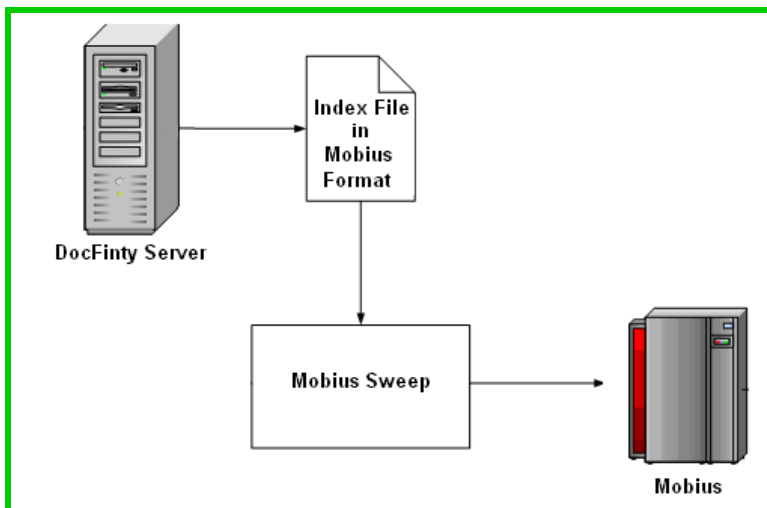 Index File
in
Mobius
Format
DocFinty Server
Mobius Sweep
Mobius